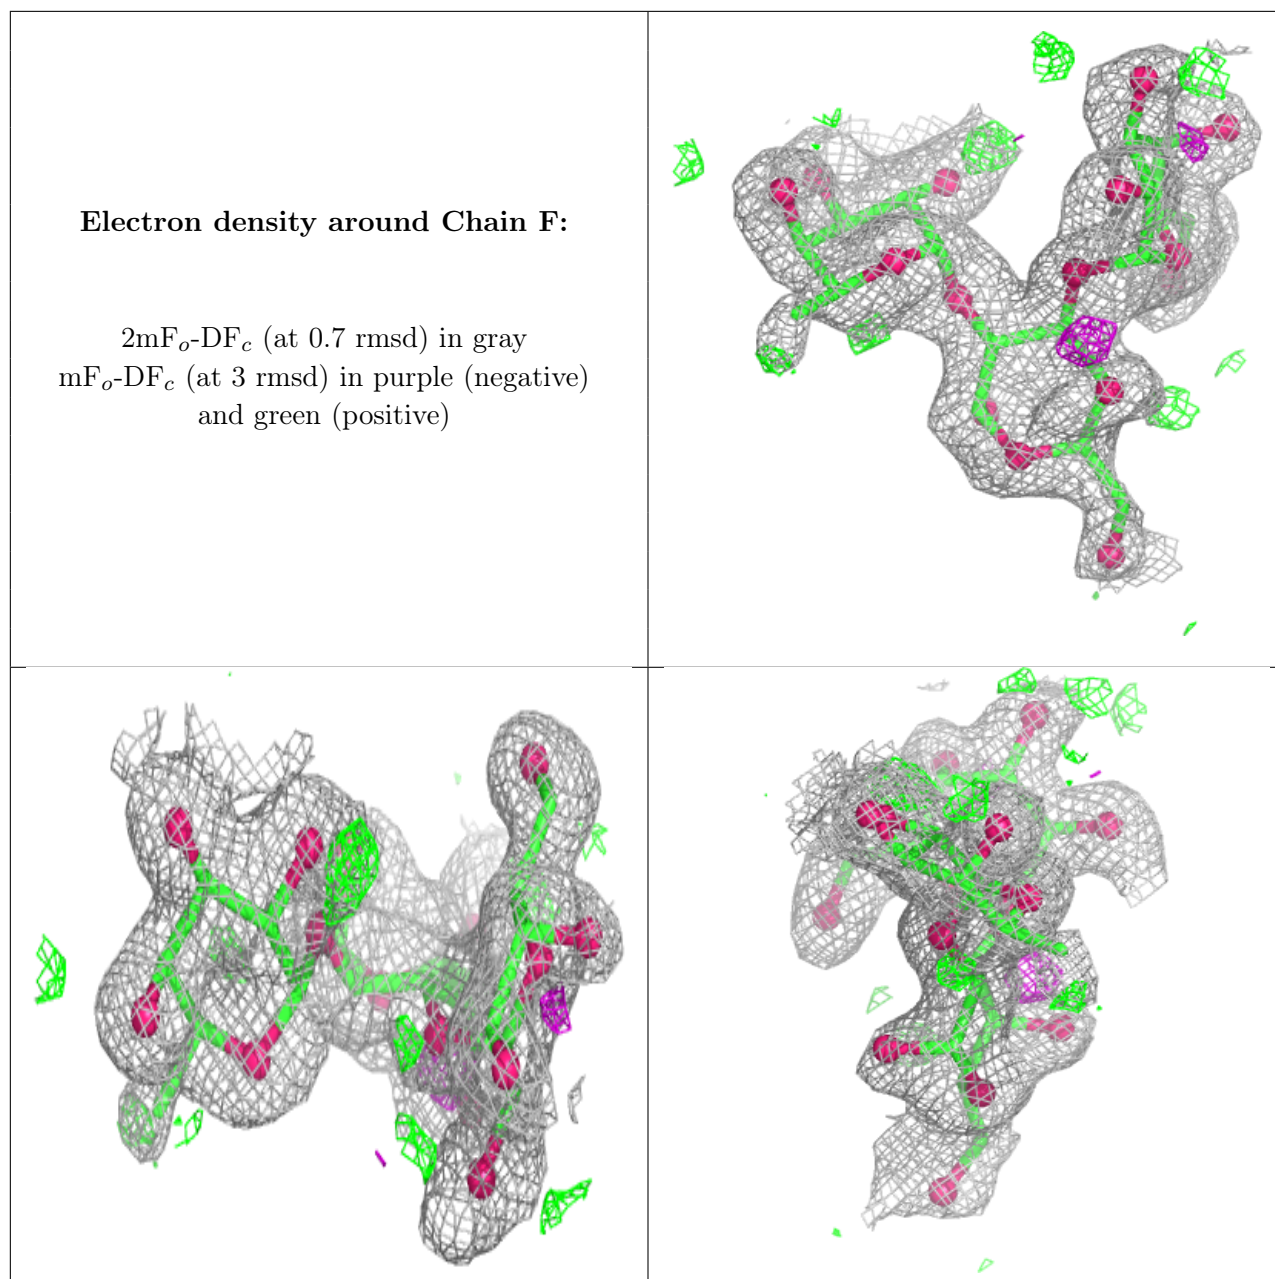 Electron density around Chain F:
2mFo-DFc (at 0.7 rmsd) in gray
mFo-DFc (at 3 rmsd) in purple (negative)
and green (positive)